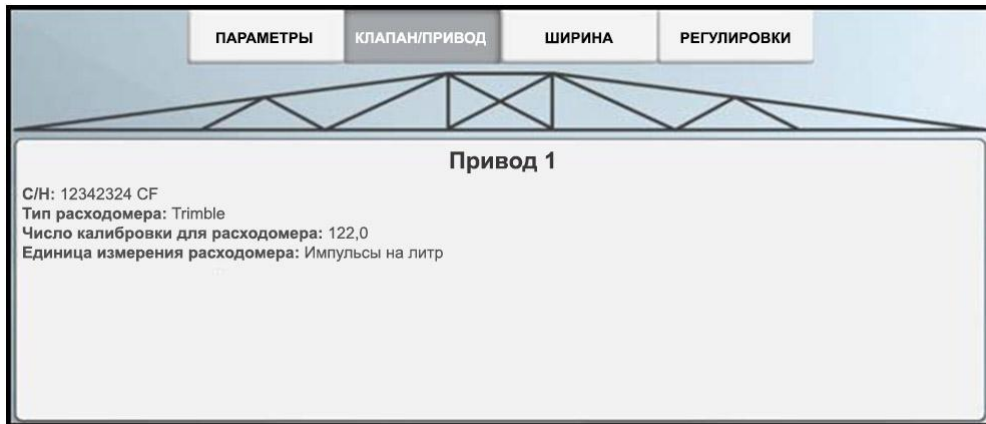 ПАРАМЕТРЫ КЛАПАН/ПРИВОД ШИРИНА РЕГУЛИРОВКИ
Привод 1
С/Н: 12342324 CF
Тип расходомера: Trimble
Число калибровки для расходомера: 122,0
Единица измерения расходомера: Импульсы на литр